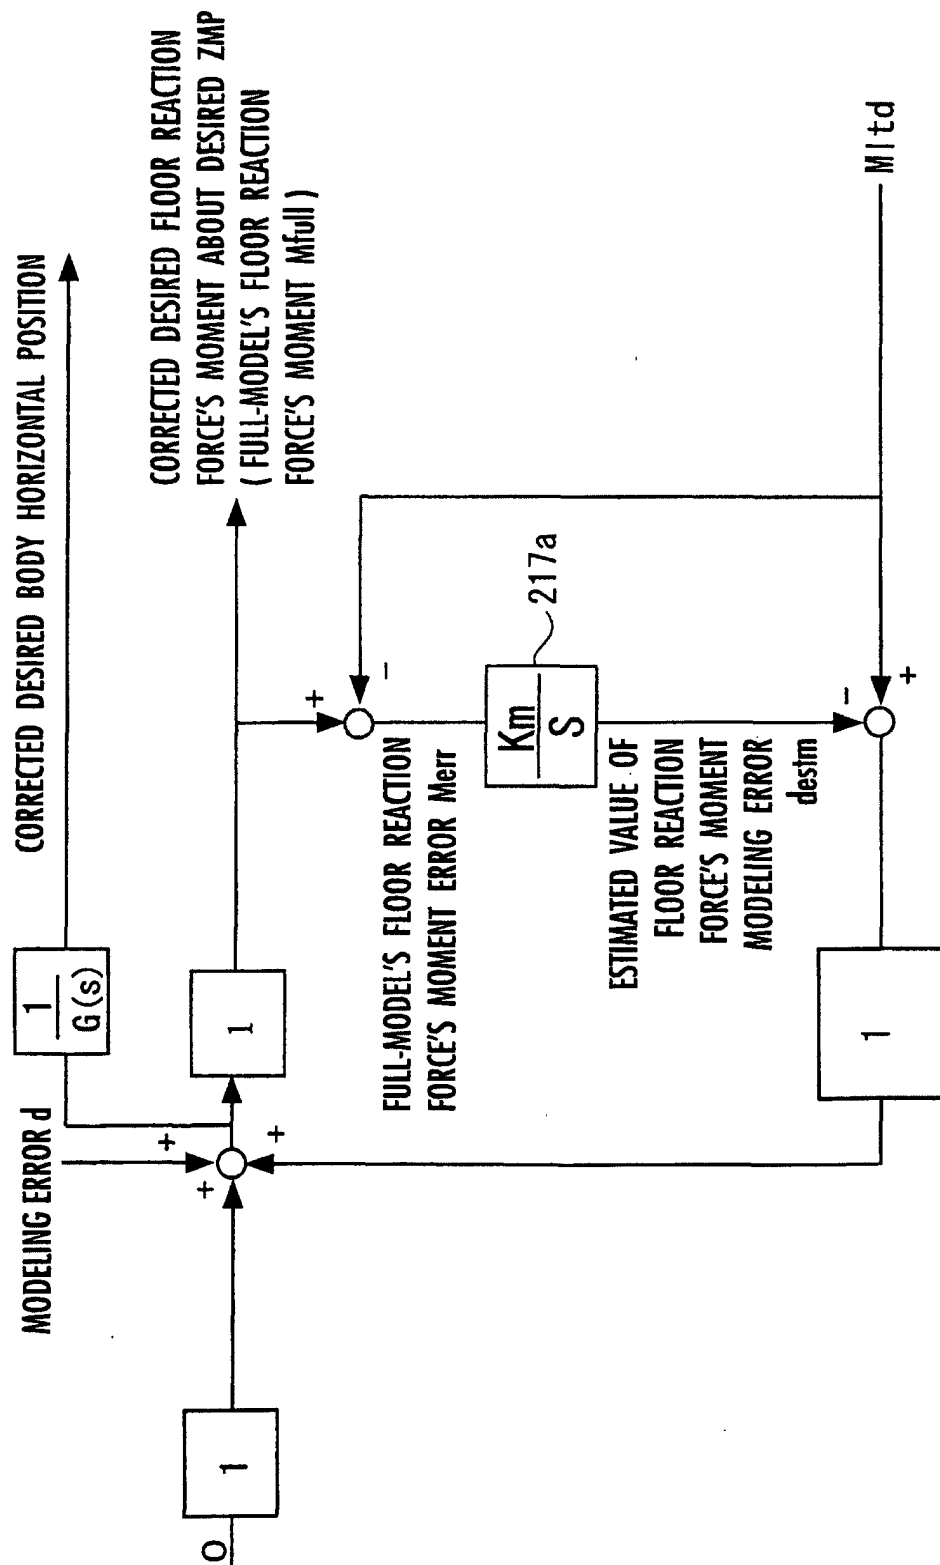 CORRECTED DESIRED BODY HORIZONTAL POSITION
CORRECTED DESIRED FLOOR REACTION
FORCE'S MOMENT ABOUT DESIRED ZMP
(FULL-MODEL'S FLOOR REACTION
FORCE'S MOMENT Mfull)
MODELING ERROR d
1
G(s)
+
+
+
0
1
1
+
-
FULL-MODEL'S FLOOR REACTION
FORCE'S MOMENT ERROR Merr
Km
S
217a
ESTIMATED VALUE OF
FLOOR REACTION
FORCE'S MOMENT
MODELING ERROR
destm
-
+
1
Mltd